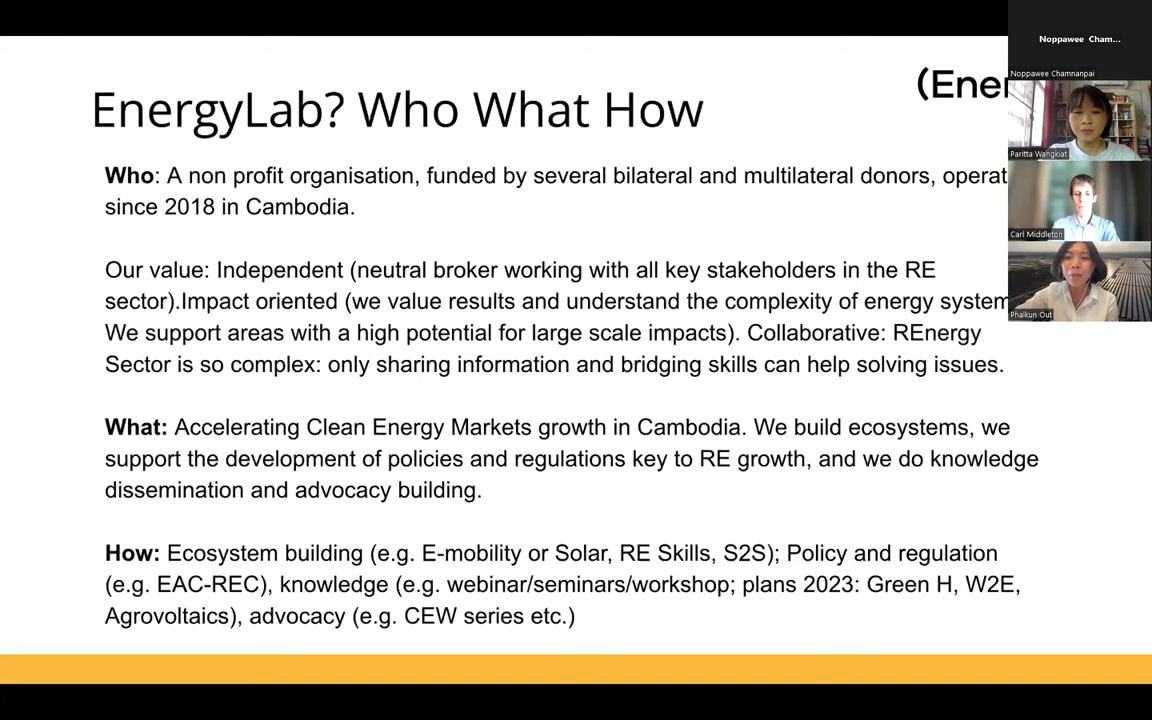 Noppawee Cham...
Noppawee Chamnanpai
(Ener
EnergyLab? Who What How
Paritta Wangkiat
Who: A non profit organisation, funded by several bilateral and multilateral donors, operat
since 2018 in Cambodia.
Carl Middleton
Our value: Independent (neutral broker working with all key stakeholders in the RE
sector).Impact oriented (we value results and understand the complexity of energy system
Phalkun Out
We support areas with a high potential for large scale impacts). Collaborative: REnergy
Sector is so complex: only sharing information and bridging skills can help solving issues.
What: Accelerating Clean Energy Markets growth in Cambodia. We build ecosystems, we
support the development of policies and regulations key to RE growth, and we do knowledge
dissemination and advocacy building.
How: Ecosystem building (e.g. E-mobility or Solar, RE Skills, S2S); Policy and regulation
(e.g. EAC-REC), knowledge (e.g. webinar/seminars/workshop; plans 2023: Green H, W2E,
Agrovoltaics), advocacy (e.g. CEW series etc.)